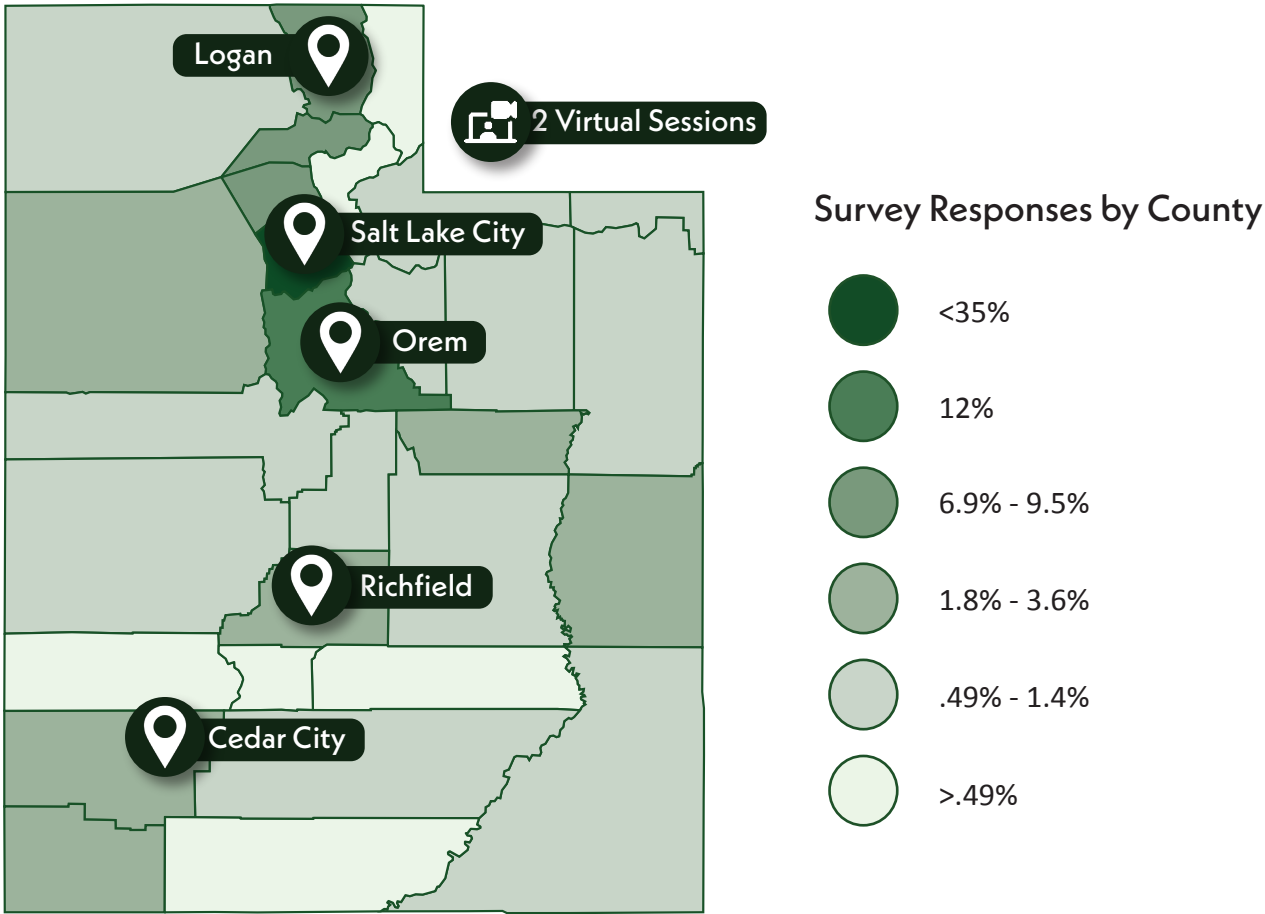 Logan
2 Virtual Sessions
Salt Lake City
Orem
Richfield
Cedar City
Survey Responses by County
<35%
12%
6.9% - 9.5%
1.8% - 3.6%
.49% - 1.4%
>.49%